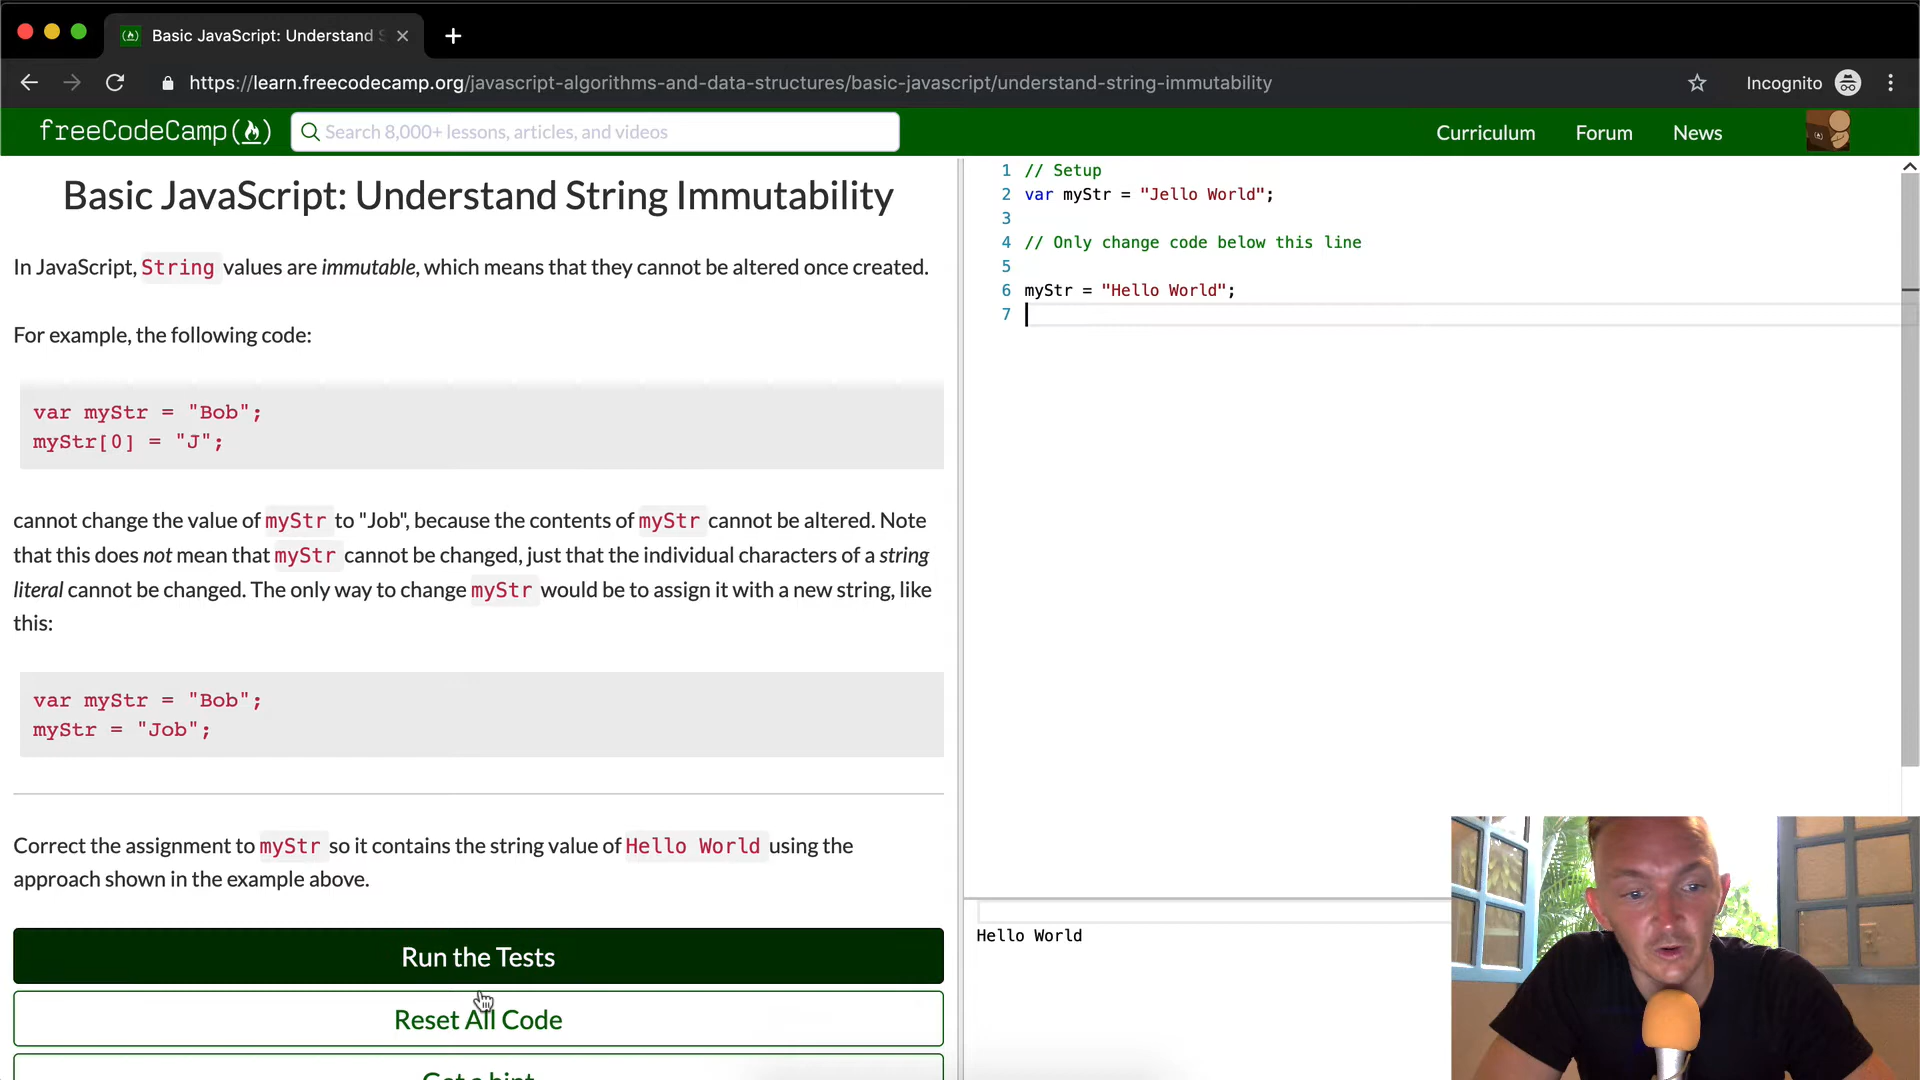 Basic JavaScript: Understand S
https://learn.freecodecamp.org/javascript-algorithms-and-data-structures/basic-javascript/understand-string-immutability
Incognito
freeCodeCamp
Search 8,000+ lessons, articles, and videos
Curriculum
Forum
News
Basic JavaScript: Understand String Immutability
In JavaScript, String values are immutable, which means that they cannot be altered once created.
For example, the following code:
var myStr = "Bob";
myStr[0] = "J";
cannot change the value of myStr to "Job", because the contents of myStr cannot be altered. Note
that this does not mean that myStr cannot be changed, just that the individual characters of a string
literal cannot be changed. The only way to change myStr would be to assign it with a new string, like
this:
var myStr = "Bob";
myStr = "Job";
Correct the assignment to myStr so it contains the string value of Hello World using the
approach shown in the example above.
Run the Tests
Reset All Code
1 // Setup
2 var myStr = "Jello World";
3
4 // Only change code below this line
5
6 myStr = "Hello World";
7
Hello World